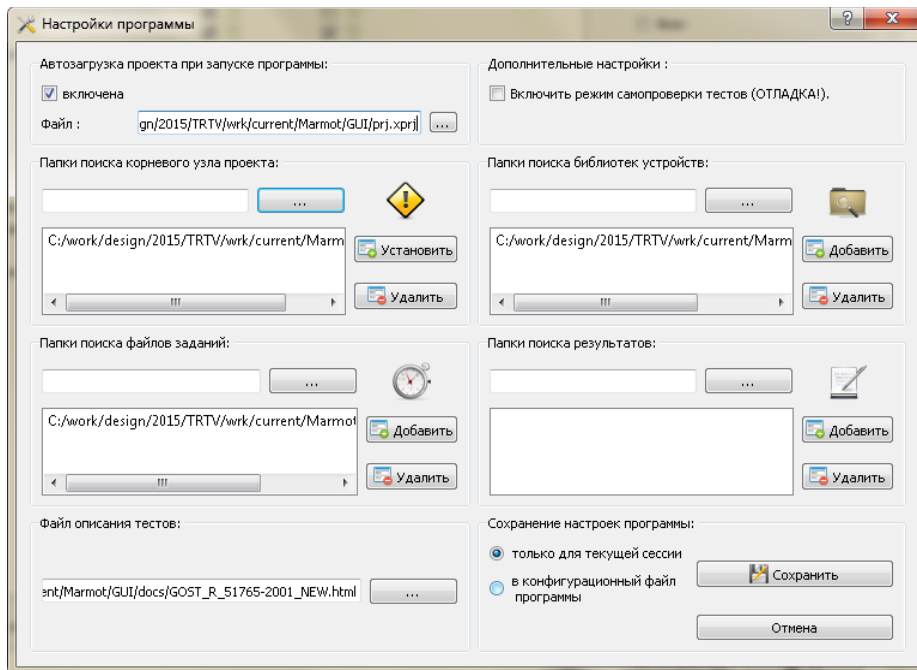 Настройки программы
Автозагрузка проекта при запуске программы:
включена
Файл :
gn/2015/TRTV/wrk/current/Marmot/GUI/prj.xprj
...
Дополнительные настройки :
Включить режим самопроверки тестов (ОТЛАДКА!).
Папки поиска корневого узла проекта:
...
C:/work/design/2015/TRTV/wrk/current/Marm
Установить
Удалить
Папки поиска библиотек устройств:
...
C:/work/design/2015/TRTV/wrk/current/Marm
Добавить
Удалить
Папки поиска файлов заданий:
...
C:/work/design/2015/TRTV/wrk/current/Marmot
Добавить
Удалить
Папки поиска результатов:
...
Добавить
Удалить
Файл описания тестов:
ent/Marmot/GUI/docs/GOST_R_51765-2001_NEW.html
...
Сохранение настроек программы:
только для текущей сессии
в конфигурационный файл
программы
Сохранить
Отмена